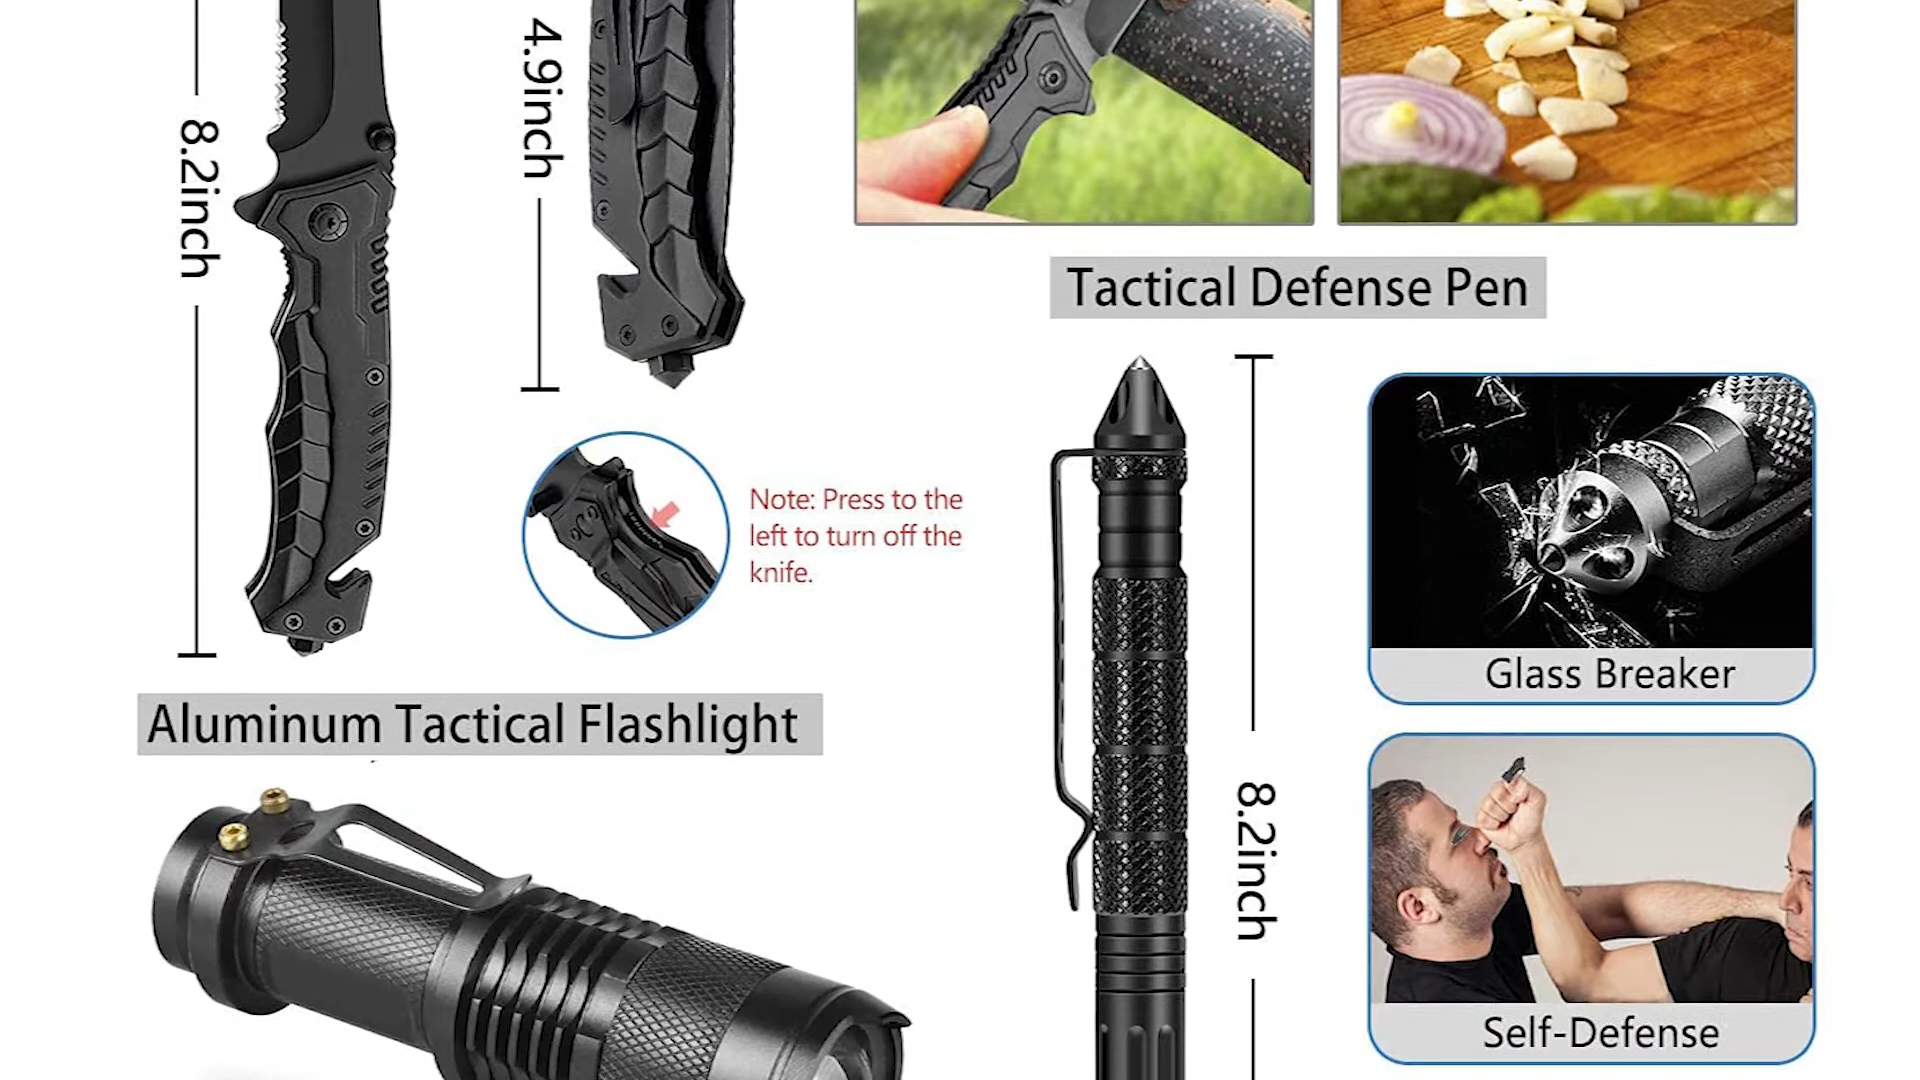 8.2inch
4.9inch
Tactical Defense Pen
Note: Press to the
left to turn off the
knife.
Glass Breaker
Aluminum Tactical Flashlight
8.2inch
Self-Defense